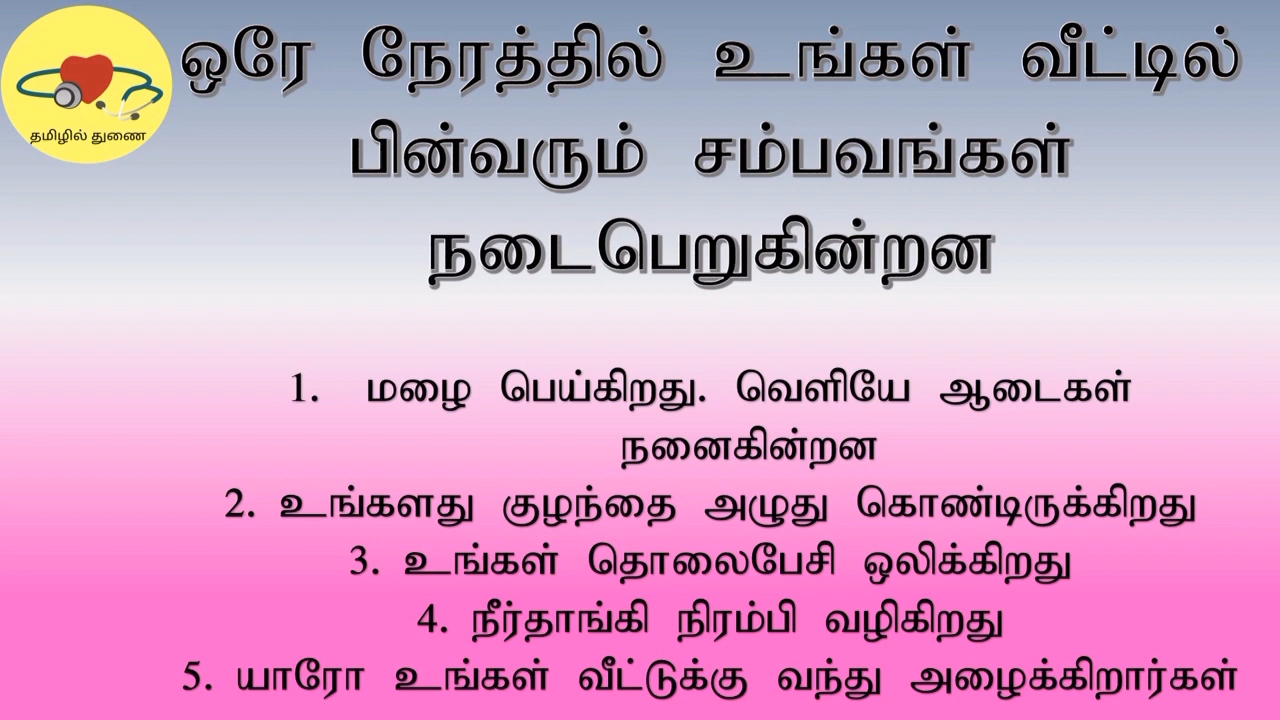 தமிழில் துணை
ஒரே நேரத்தில் உங்கள் வீட்டில்
பின்வரும் சம்பவங்கள்
நடைபெறுகின்றன
1. மழை பெய்கிறது. வெளியே ஆடைகள்
நனைகின்றன
2. உங்களது குழந்தை அழுது கொண்டிருக்கிறது
3. உங்கள் தொலைபேசி ஒலிக்கிறது
4. நீர்தாங்கி நிரம்பி வழிகிறது
5. யாரோ உங்கள் வீட்டுக்கு வந்து அழைக்கிறார்கள்